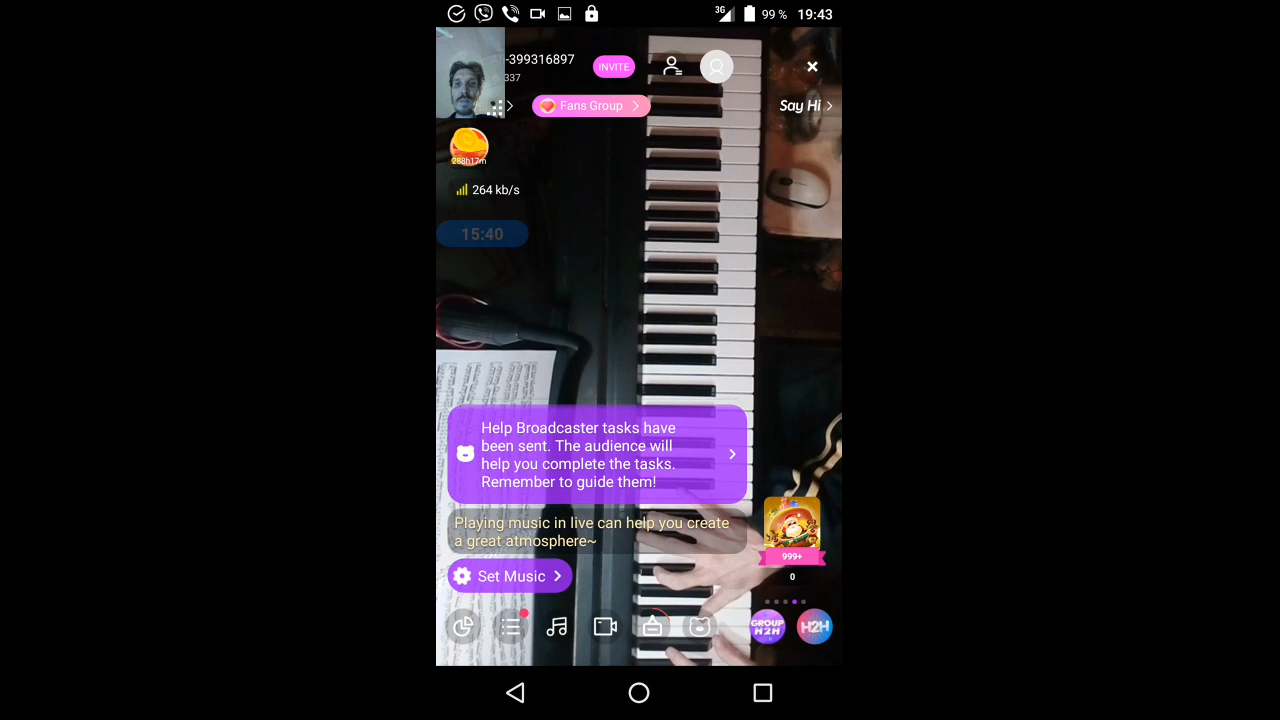 3G 99 % 19:43
-399316897
337
INVITE
Fans Group
Say Hi
288h17m
264 kb/s
15:40
Help Broadcaster tasks have
been sent. The audience will
help you complete the tasks.
Remember to guide them!
Playing music in live can help you create
a great atmosphere~
999+
0
Set Music
GROUP
H2H
H2H